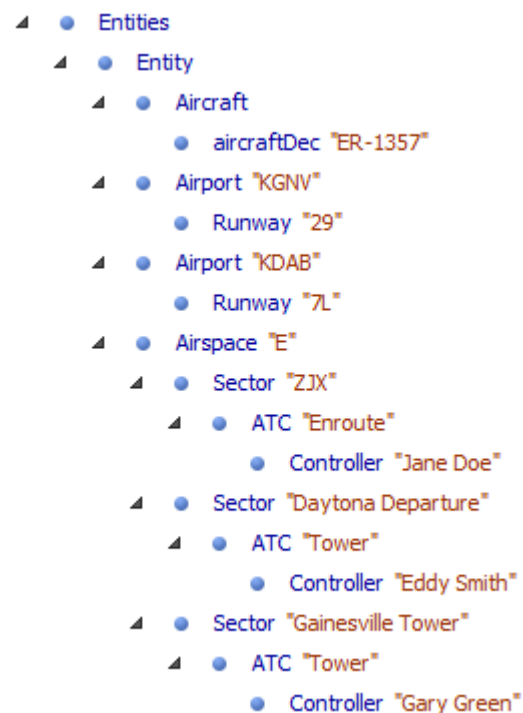 Entities
Entity
Aircraft
aircraftDec "ER-1357"
Airport "KGNV"
Runway "29"
Airport "KDAB"
Runway "7L"
Airspace "E"
Sector "ZJX"
ATC "Enroute"
Controller "Jane Doe"
Sector "Daytona Departure"
ATC "Tower"
Controller "Eddy Smith"
Sector "Gainesville Tower"
ATC "Tower"
Controller "Gary Green"